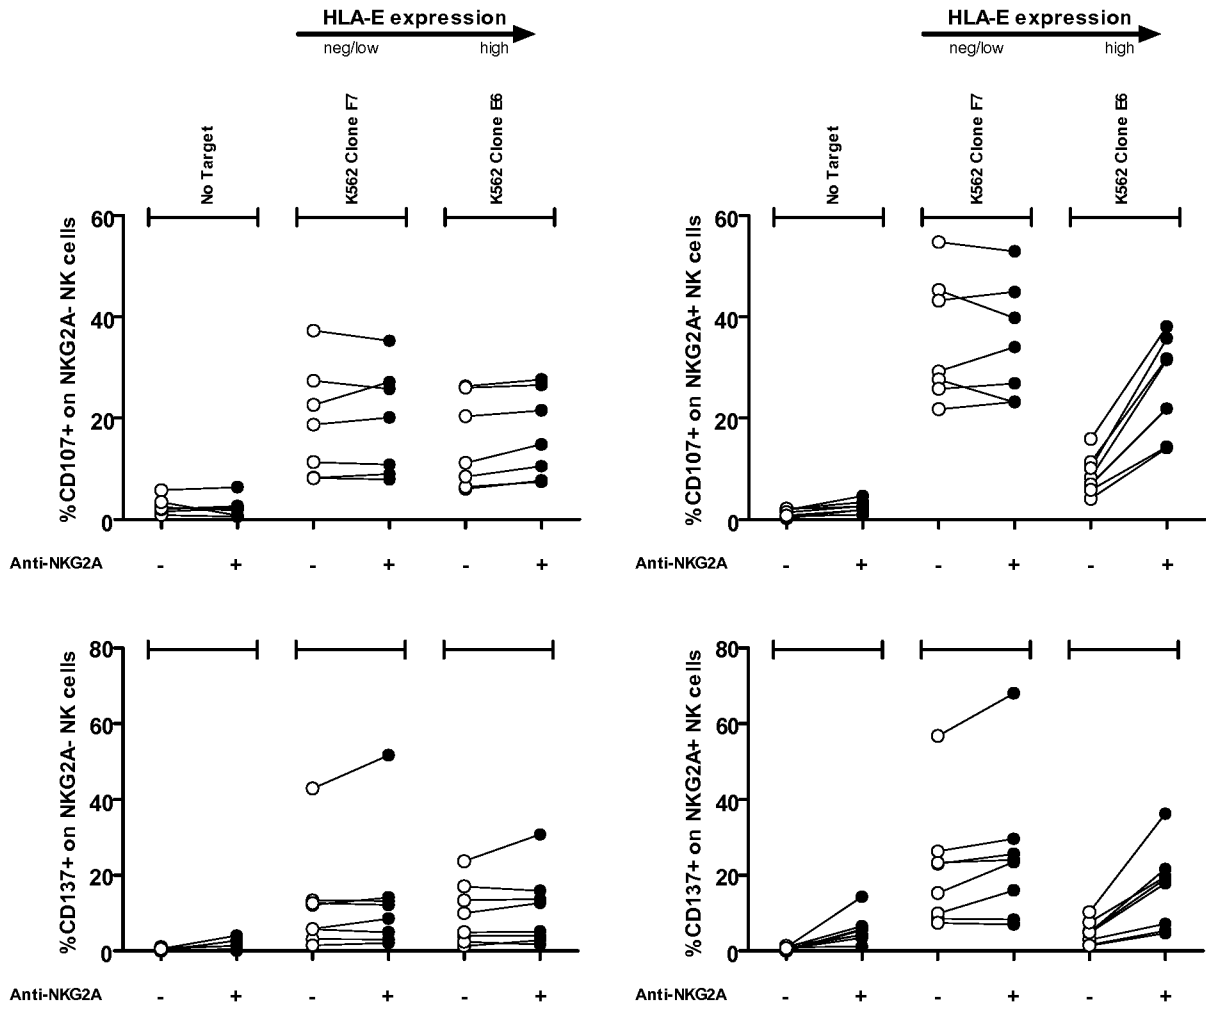 HLA-E expression
neg/low high
No Target
K562 Clone F7
K562 Clone E6
%CD107+ on NKG2A- NK cells
60
40
20
0
Anti-NKG2A - + - + - +
HLA-E expression
neg/low high
No Target
K562 Clone F7
K562 Clone E6
%CD107+ on NKG2A+ NK cells
60
40
20
0
Anti-NKG2A - + - + - +
%CD137+ on NKG2A- NK cells
80
60
40
20
0
Anti-NKG2A - + - + - +
%CD137+ on NKG2A+ NK cells
80
60
40
20
0
Anti-NKG2A - + - + - +